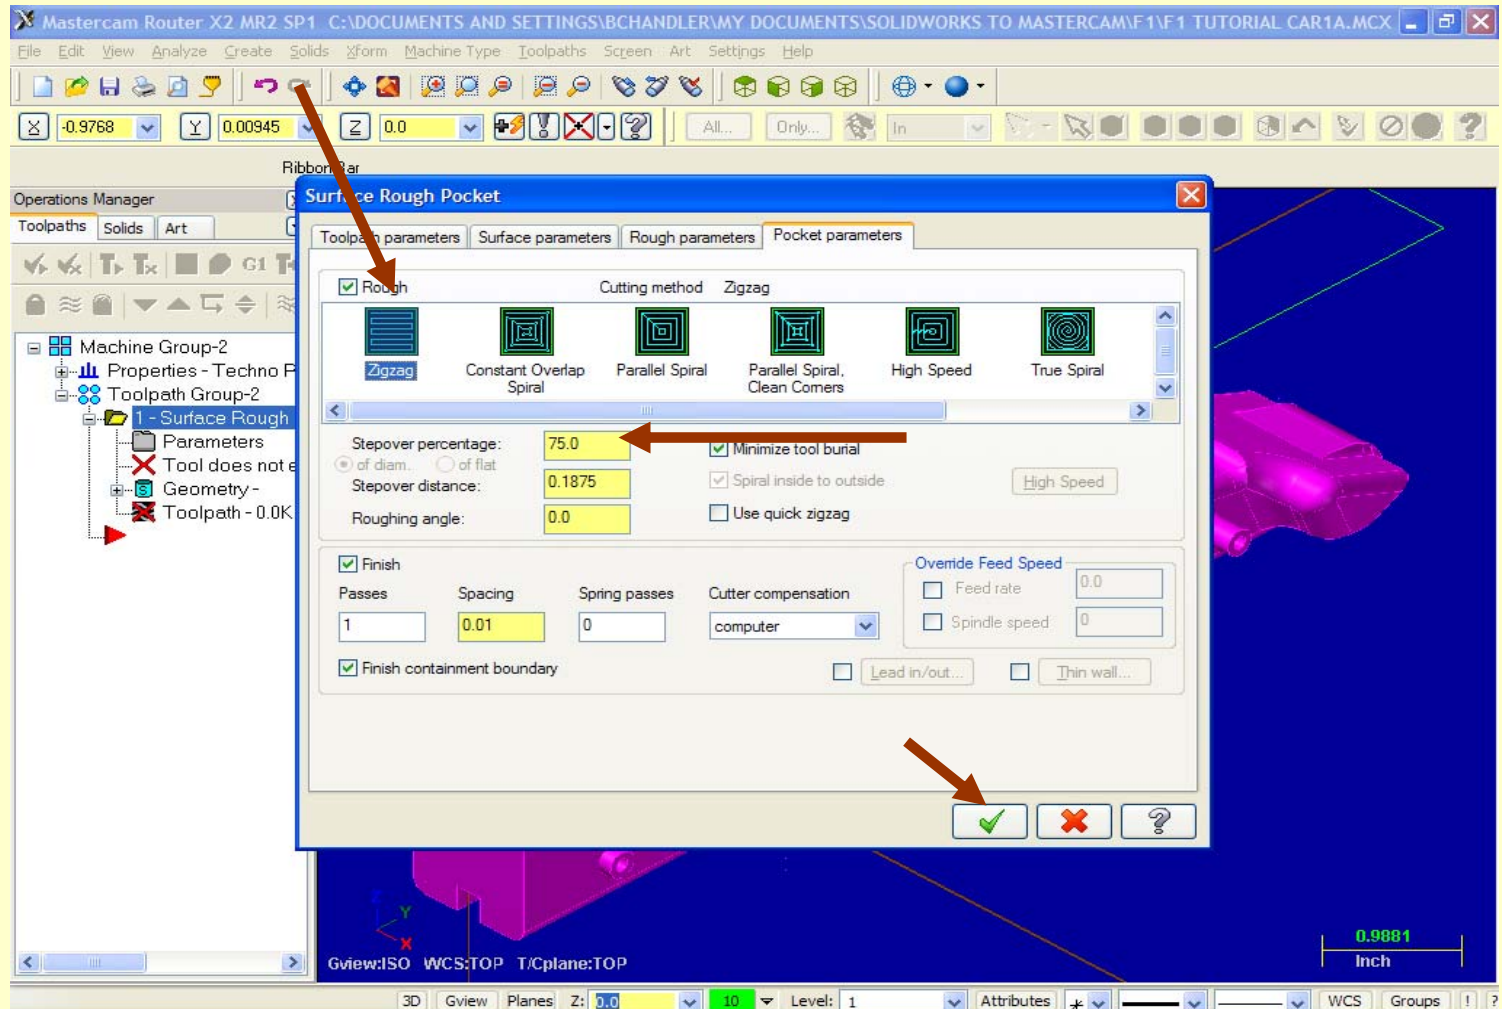 Mastercam Router X2 MR2 SP1 C:\DOCUMENTS AND SETTINGS\BCHANDLER\MY DOCUMENTS\SOLIDWORKS TO MASTERCAM\F1\F1 TUTORIAL CAR1A.MCX
File Edit View Analyze Create Solids Xform Machine Type Toolpaths Screen Art Settings Help
X -0.9768 Y 0.00945 Z 0.0 All... Only... In
Ribbon Bar
Operations Manager
Toolpaths Solids Art
G1
Machine Group-2
Properties - Techno P
Toolpath Group-2
1 - Surface Rough
Parameters
Tool does not e
Geometry -
Toolpath - 0.0K
Surface Rough Pocket
Toolpath parameters Surface parameters Rough parameters Pocket parameters
Rough Cutting method Zigzag
Zigzag Constant Overlap Spiral Parallel Spiral Parallel Spiral, Clean Corners High Speed True Spiral
Stepover percentage: 75.0 Minimize tool burial
of diam. of flat
Stepover distance: 0.1875 Spiral inside to outside High Speed
Roughing angle: 0.0 Use quick zigzag
Finish Override Feed Speed
Passes Spacing Spring passes Cutter compensation Feed rate 0.0
1 0.01 0 computer Spindle speed 0
Finish containment boundary Lead in/out... Thin wall...
Z
Y
X
0.9881
Inch
Gview:ISO WCS:TOP T/Cplane:TOP
3D Gview Planes Z: 0.0 10 Level: 1 Attributes WCS Groups ! ?